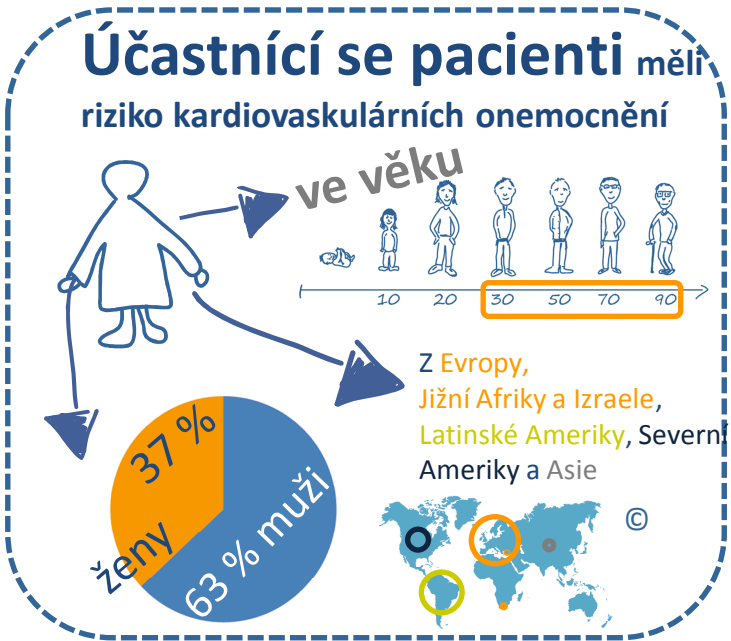 Účastnící se pacienti měli
riziko kardiovaskulárních onemocnění
ve věku
10 20 30 50 70 90
Z Evropy,
Jižní Afriky a Izraele,
Latinské Ameriky, Severní
Ameriky a Asie
37 %
ženy
63 % muži
©